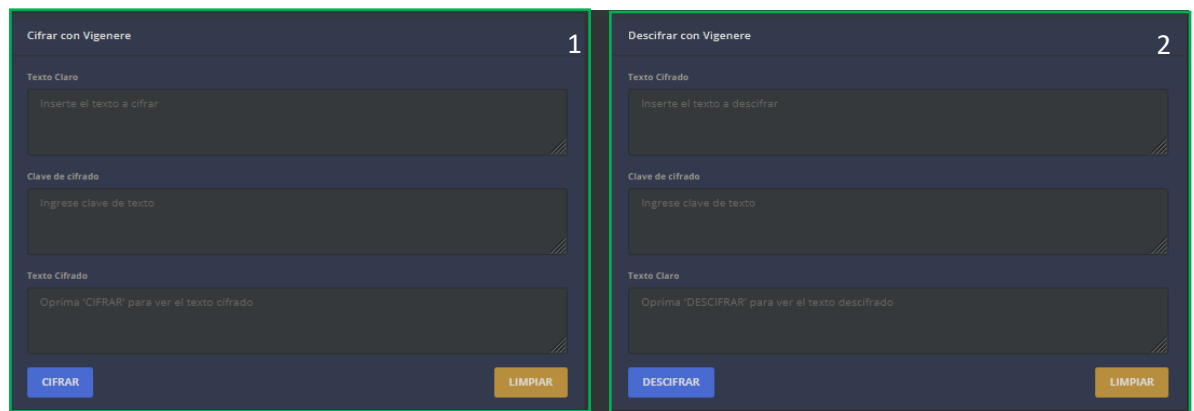 Cifrar con Vigenere
1
Texto Claro
Inserte el texto a cifrar
Clave de cifrado
Ingrese clave de texto
Texto Cifrado
Oprima 'CIFRAR' para ver el texto cifrado
CIFRAR
LIMPIAR
Descifrar con Vigenere
2
Texto Cifrado
Inserte el texto a descifrar
Clave de cifrado
Ingrese clave de texto
Texto Claro
Oprima 'DESCIFRAR' para ver el texto descifrado
DESCIFRAR
LIMPIAR